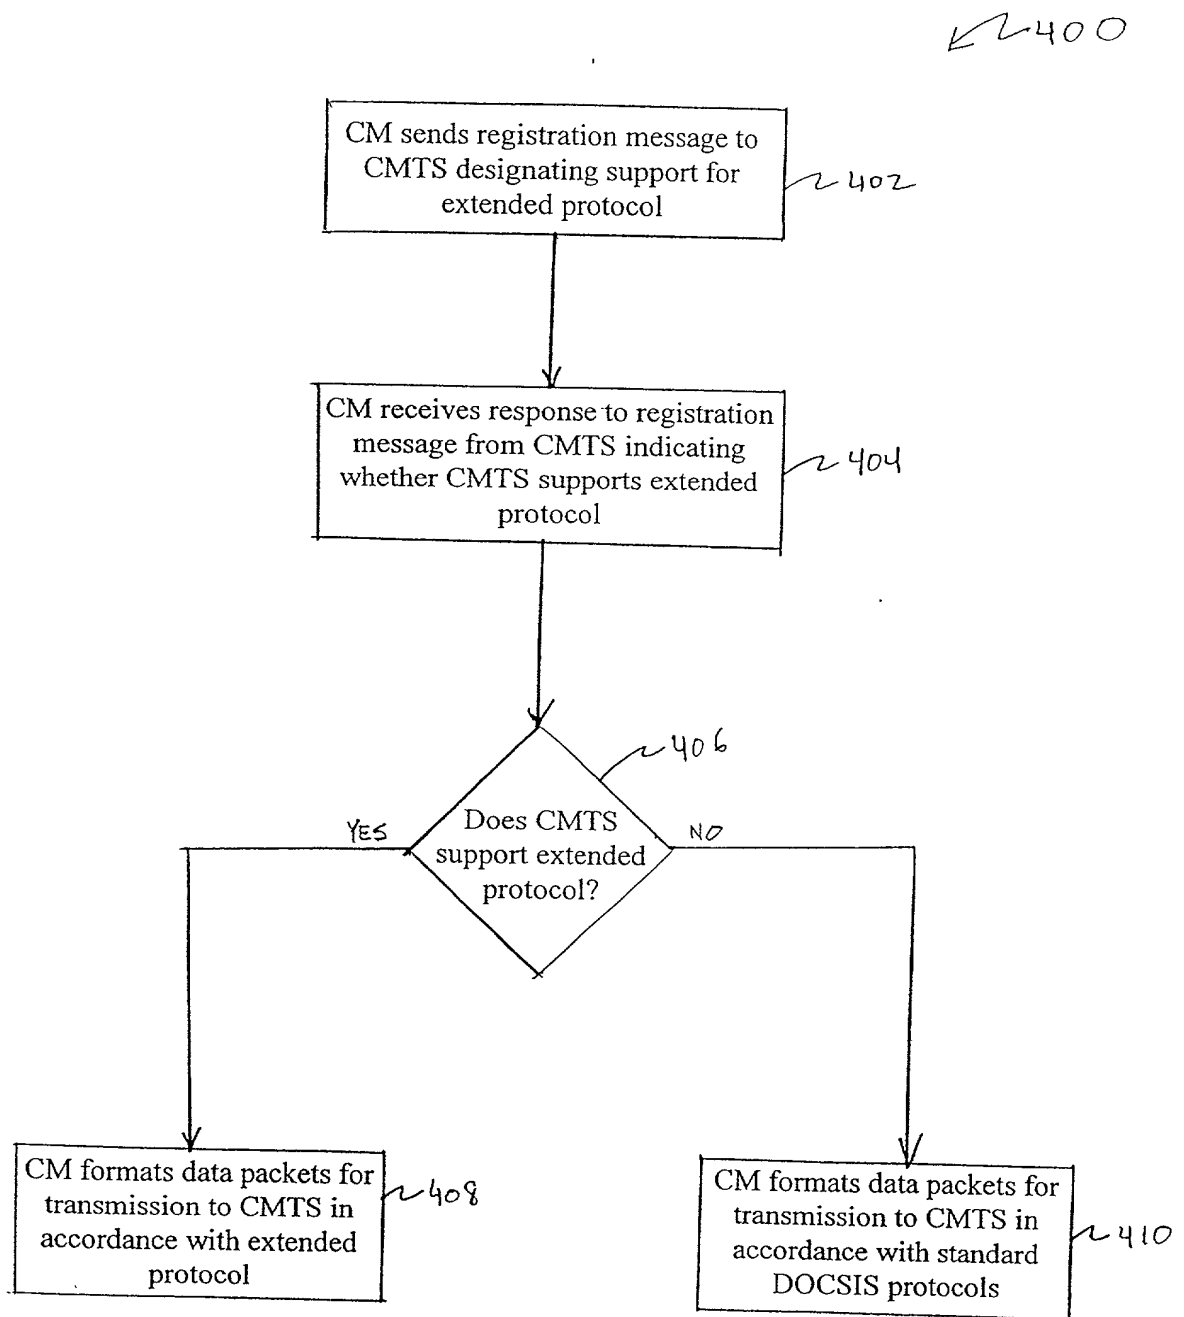 400
CM sends registration message to
CMTS designating support for
extended protocol
402
CM receives response to registration
message from CMTS indicating
whether CMTS supports extended
protocol
404
406
Does CMTS
support extended
protocol?
YES
NO
CM formats data packets for
transmission to CMTS in
accordance with extended
protocol
408
CM formats data packets for
transmission to CMTS in
accordance with standard
DOCSIS protocols
410